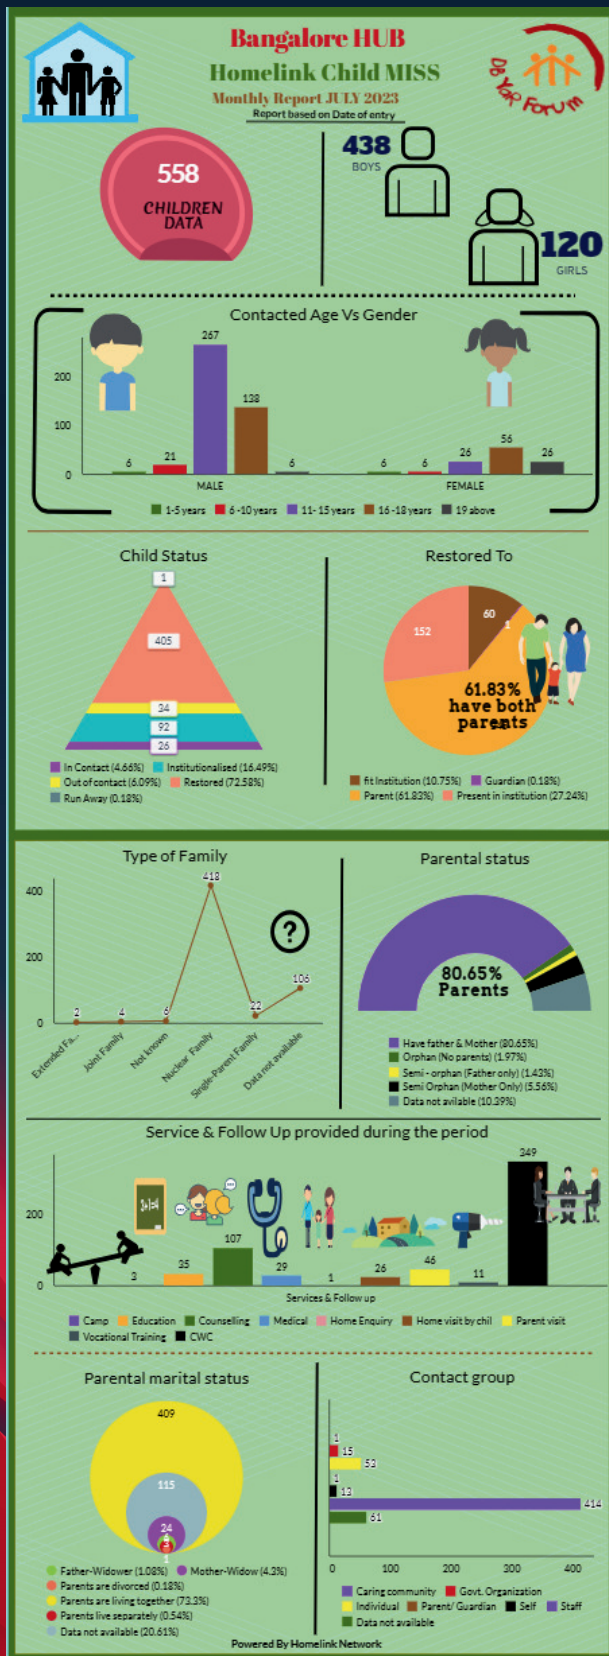 Bangalore HUB
Homelink Child MISS
Monthly Report JULY 2023
Report based on Date of entry
DB YaR FORUM
558
CHILDREN
DATA
438
BOYS
120
GIRLS
Contacted Age Vs Gender
200
100
0
6
21
267
138
6
6
6
26
56
26
MALE
FEMALE
1-5 years
6 -10 years
11- 15 years
16 -18 years
19 above
Child Status
1
405
34
92
26
In Contact (4.66%)
Institutionalised (16.49%)
Out of contact (6.09%)
Restored (72.58%)
Run Away (0.18%)
Restored To
152
60
1
61.83%
have both
parents
fit Institution (10.75%)
Guardian (0.18%)
Parent (61.83%)
Present in institution (27.24%)
Type of Family
400
200
0
2
4
6
418
22
106
?
Extended Fa...
Joint Family
Not known
Nuclear Family
Single-Parent Family
Data not available
Parental status
80.65%
Parents
Have father & Mother (80.65%)
Orphan (No parents) (1.97%)
Semi - orphan (Father only) (1.43%)
Semi Orphan (Mother Only) (5.56%)
Data not avilable (10.39%)
Service & Follow Up provided during the period
200
0
3
35
107
29
1
26
46
11
349
Services & Follow up
Camp
Education
Counselling
Medical
Home Enquiry
Home visit by chil
Parent visit
Vocational Training
CWC
Parental marital status
409
115
24
3
1
Father-Widower (1.08%)
Mother-Widow (4.3%)
Parents are divorced (0.18%)
Parents are living together (73.3%)
Parents live separately (0.54%)
Data not available (20.61%)
Contact group
1
15
53
1
13
414
61
0 100 200 300 400
Caring community
Govt. Organization
Individual
Parent/ Guardian
Self
Staff
Data not available
Powered By Homelink Network